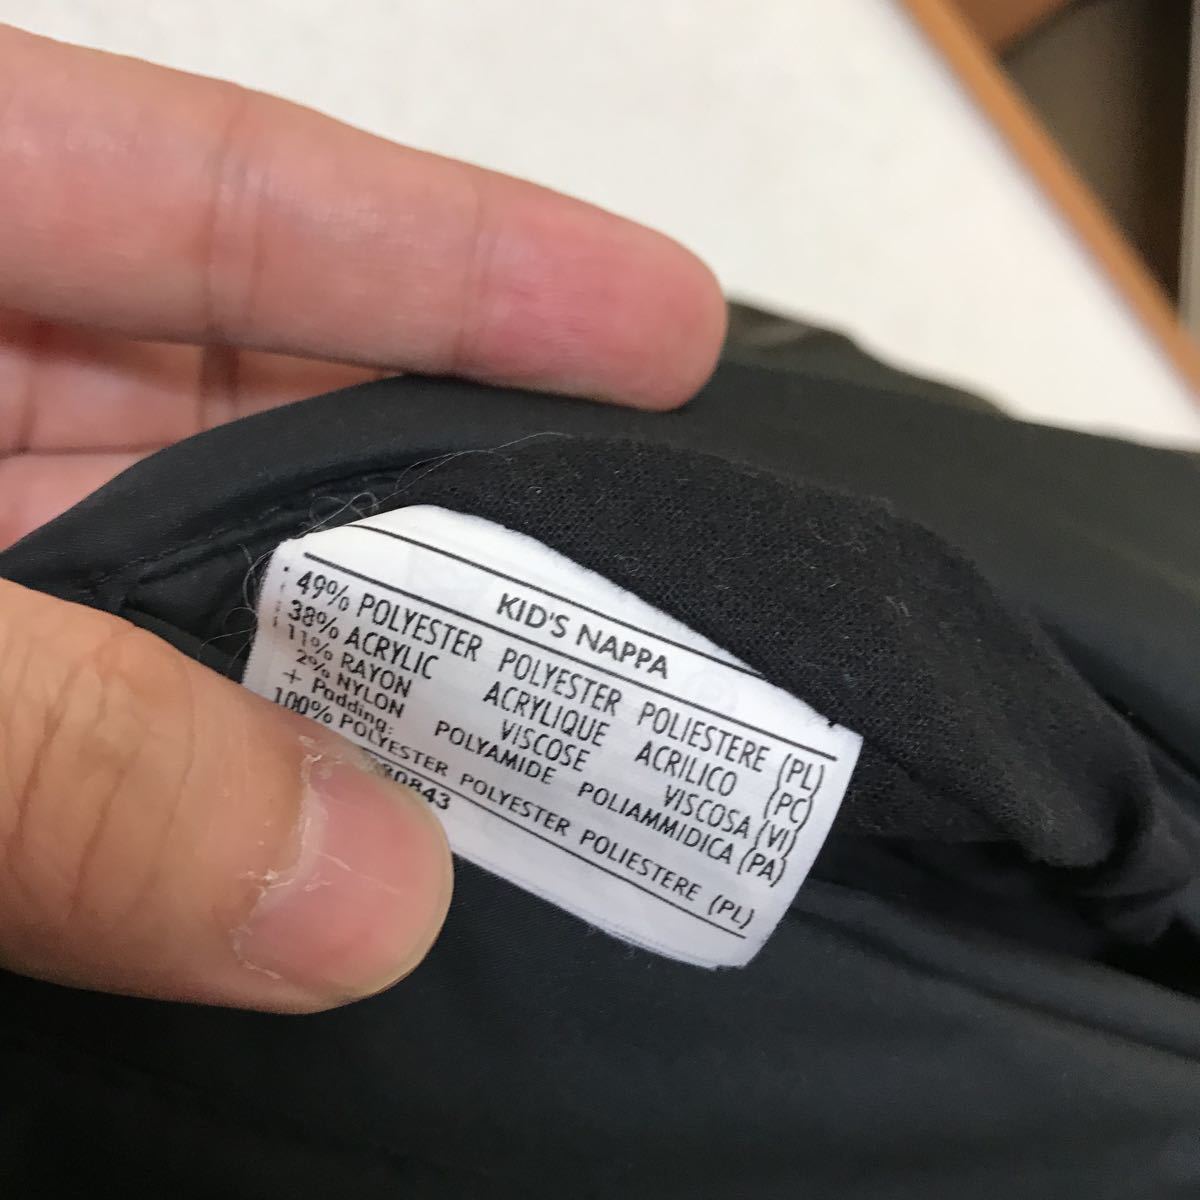 KID'S NAPPA
49% POLYESTER POLYESTER POLIESTERE (PL)
38% ACRYLIC ACRYLIQUE ACRILICO (PC)
11% RAYON VISCOSE VISCOSA (VI)
2% NYLON POLYAMIDE POLIAMMIDICA (PA)
+ Padding:
100% POLYESTER POLYESTER POLIESTERE (PL)